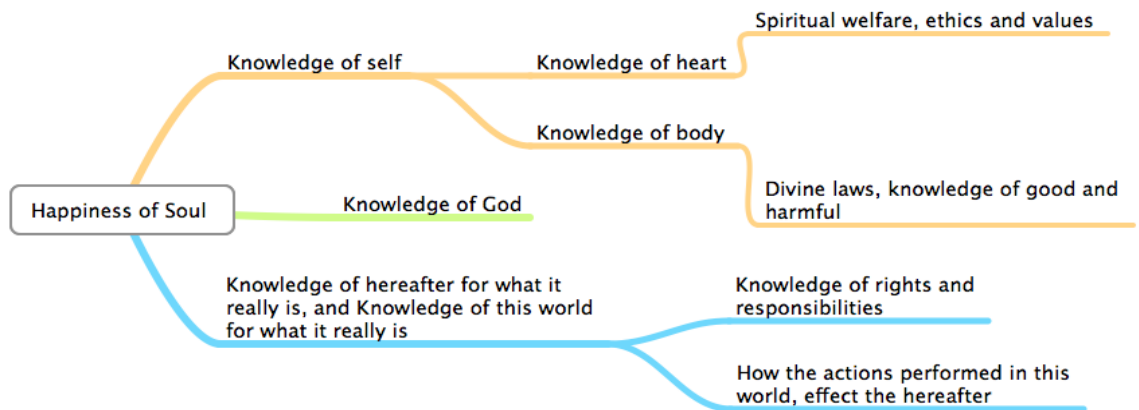 Spiritual welfare, ethics and values
Knowledge of self
Knowledge of heart
Knowledge of body
Divine laws, knowledge of good and
harmful
Happiness of Soul
Knowledge of God
Knowledge of hereafter for what it
really is, and Knowledge of this world
for what it really is
Knowledge of rights and
responsibilities
How the actions performed in this
world, effect the hereafter